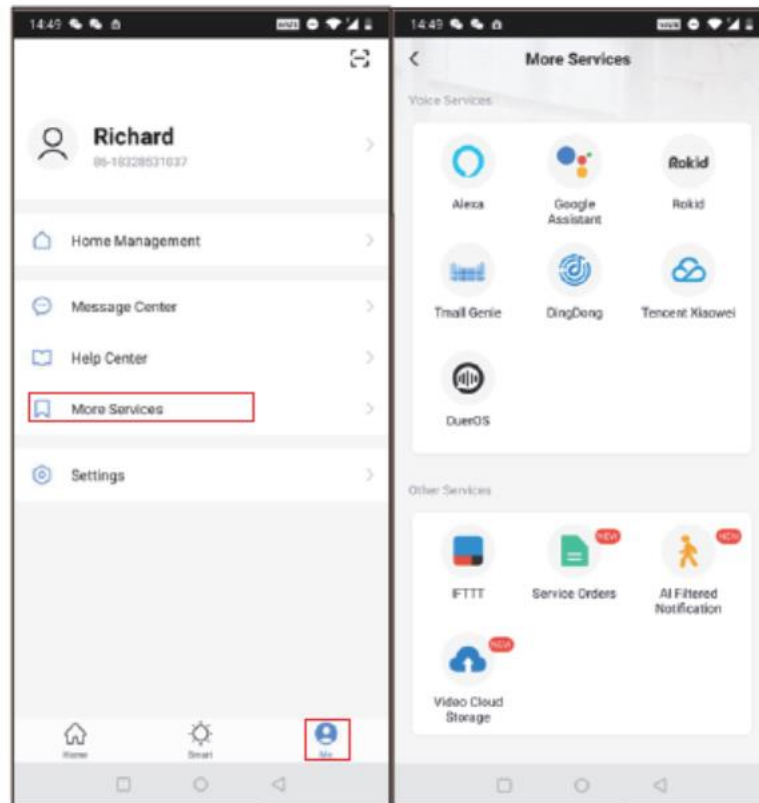 14:49
Richard
86-18328531037
Home Management
Message Center
Help Center
More Services
Settings
Home
Smart
Me
14:49
More Services
Voice Services
Alexa
Google
Assistant
Rokid
Rokid
Tmall Genie
DingDong
Tencent Xiaowei
DuerOS
Other Services
NEW
NEW
IFTTT
Service Orders
AI Filtered
Notification
NEW
Video Cloud
Storage